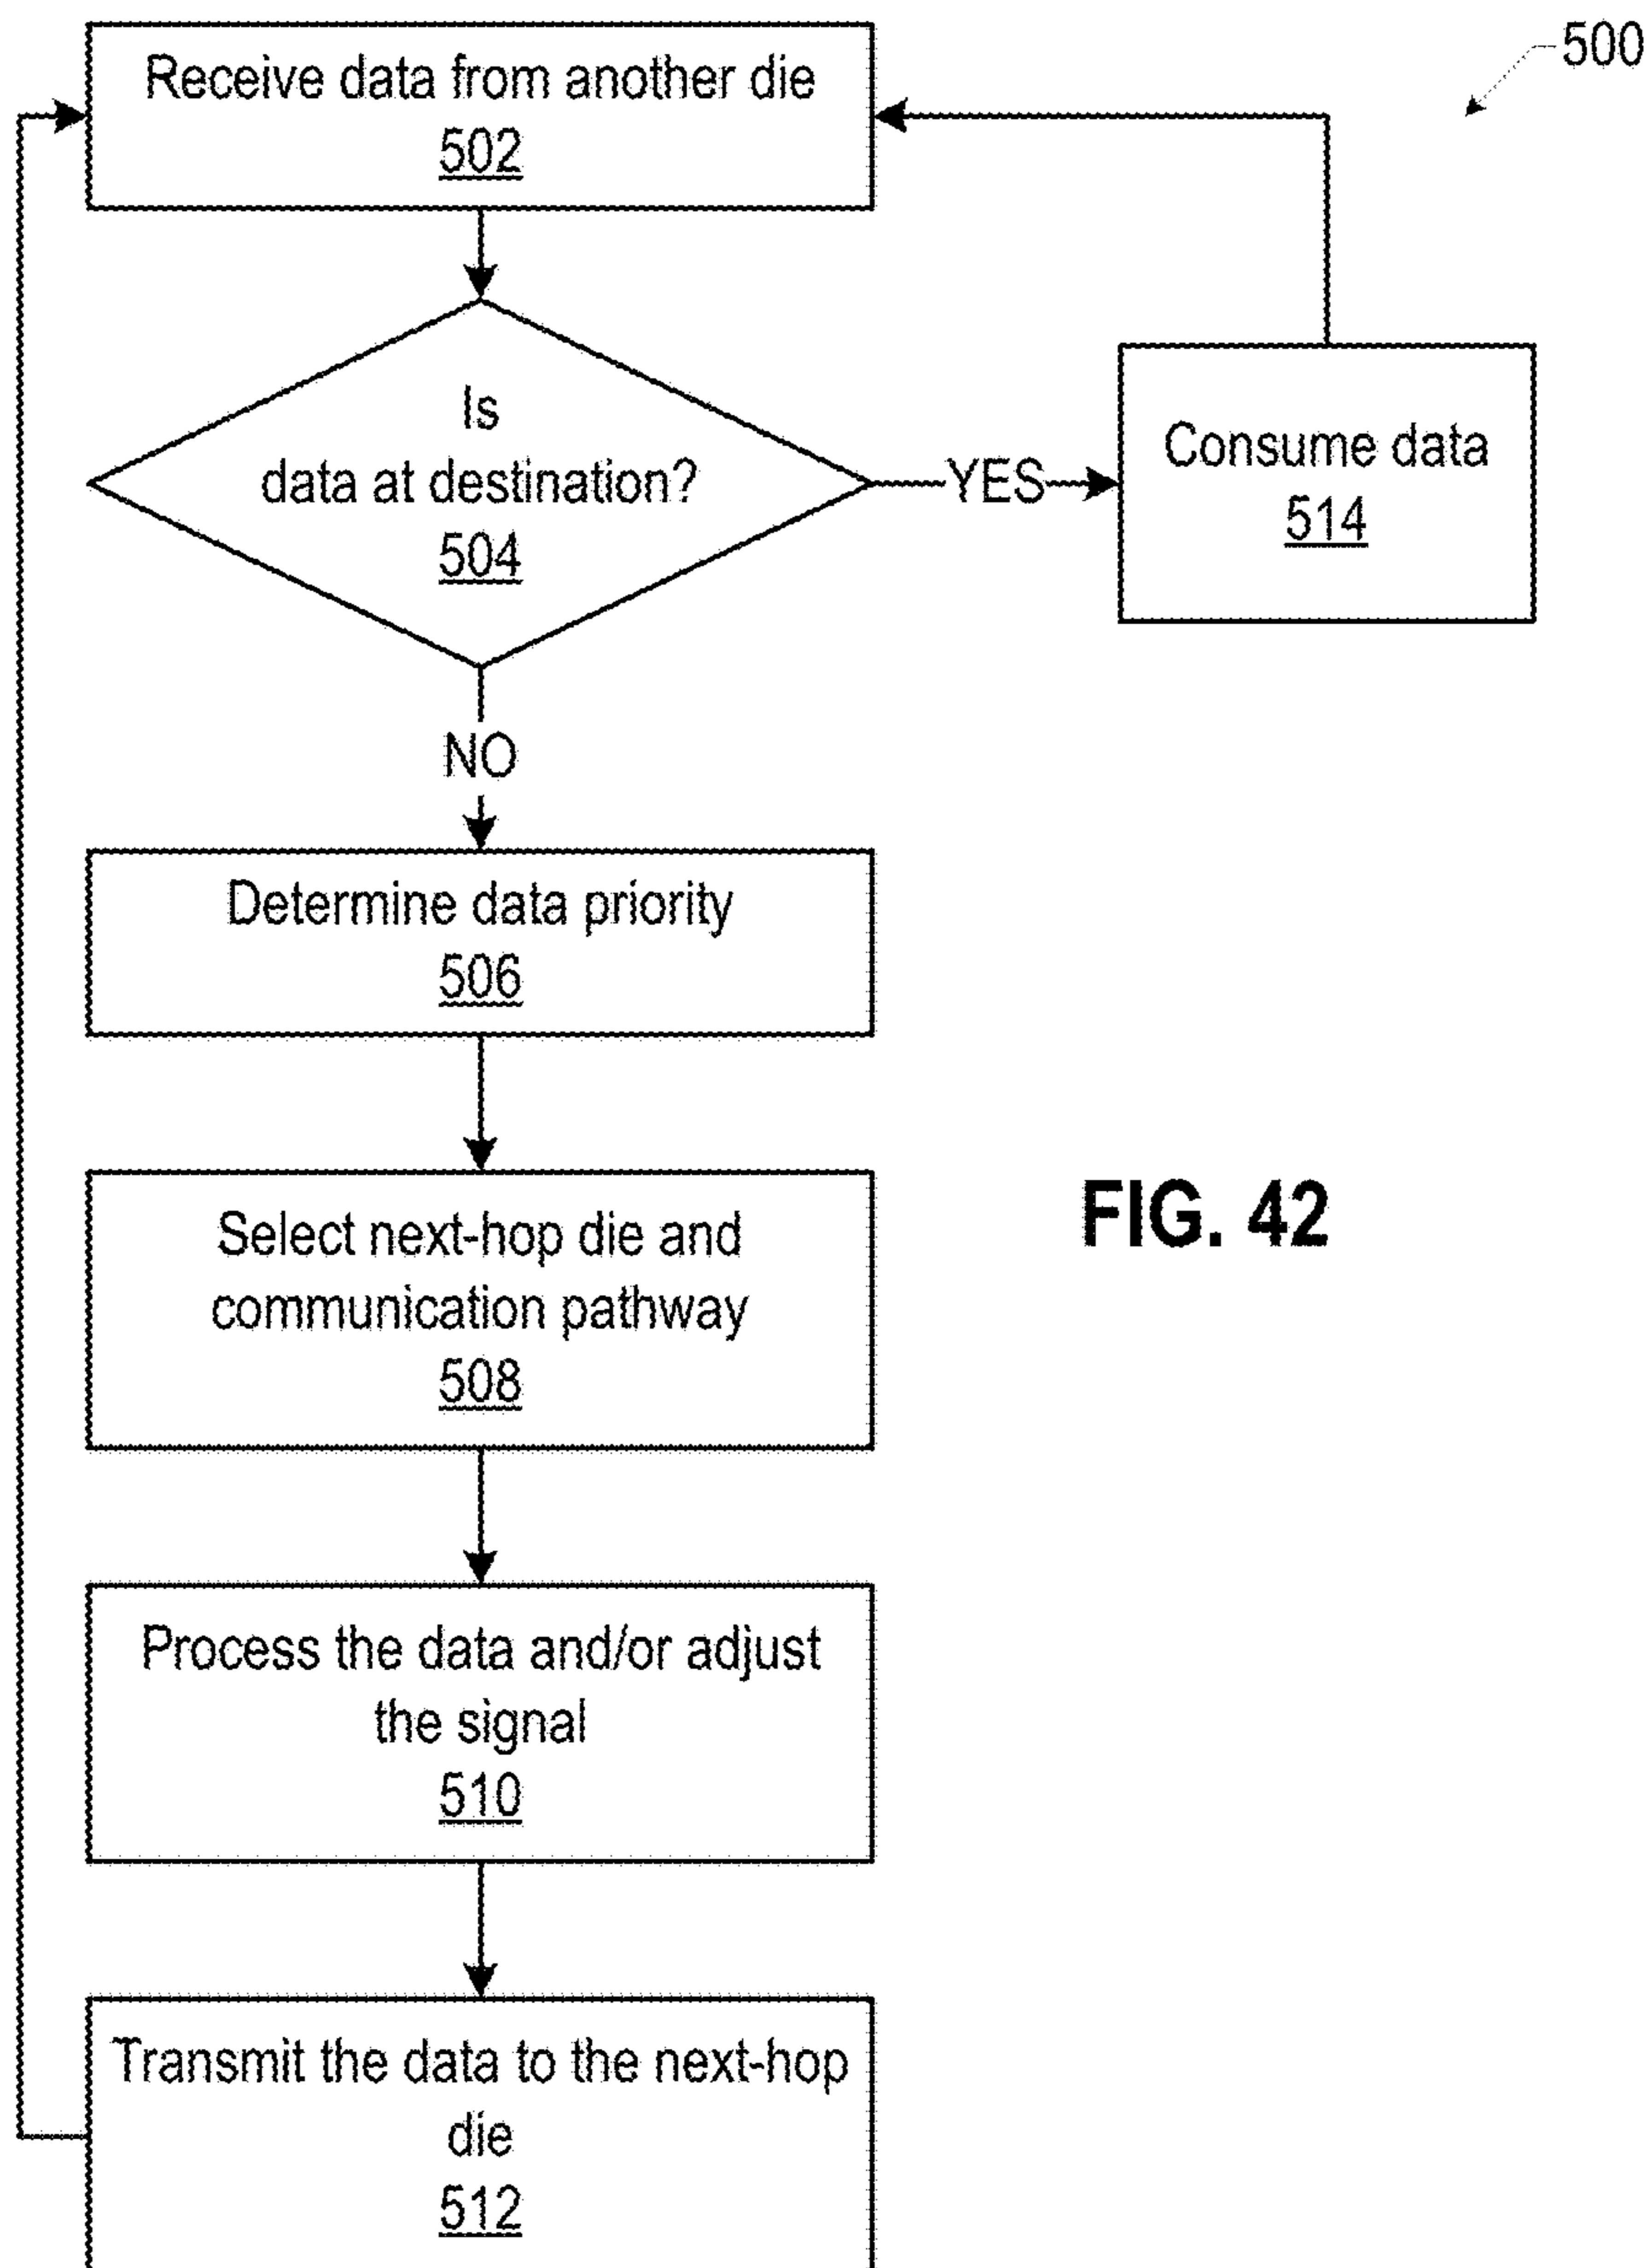 500
Receive data from another die
502
Is
data at destination?
504
YES
Consume data
514
NO
Determine data priority
506
Select next-hop die and
communication pathway
508
FIG. 42
Process the data and/or adjust
the signal
510
Transmit the data to the next-hop
die
512